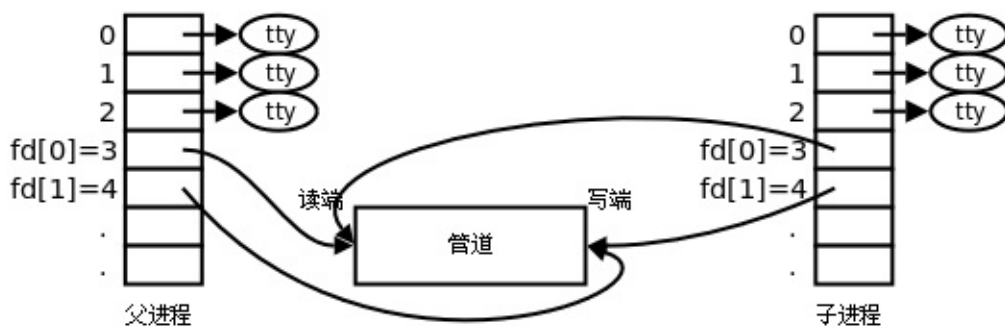 0 tty 0 tty
1 tty 1 tty
2 tty 2 tty
fd[0]=3 fd[0]=3
fd[1]=4 读端 写端 fd[1]=4
. 管道 .
. .
父进程 子进程